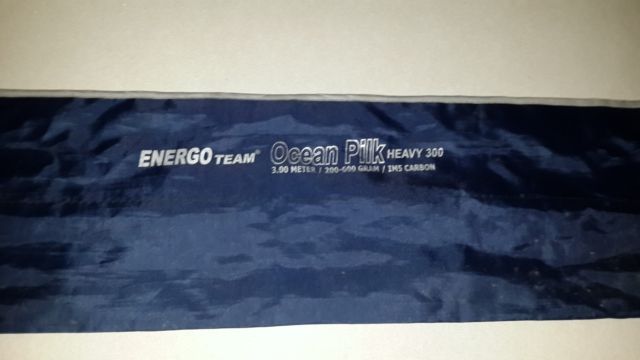 ENERGO TEAM® Ocean Pilk HEAVY 300
3.00 METER / 200-600 GRAM / IM5 CARBON